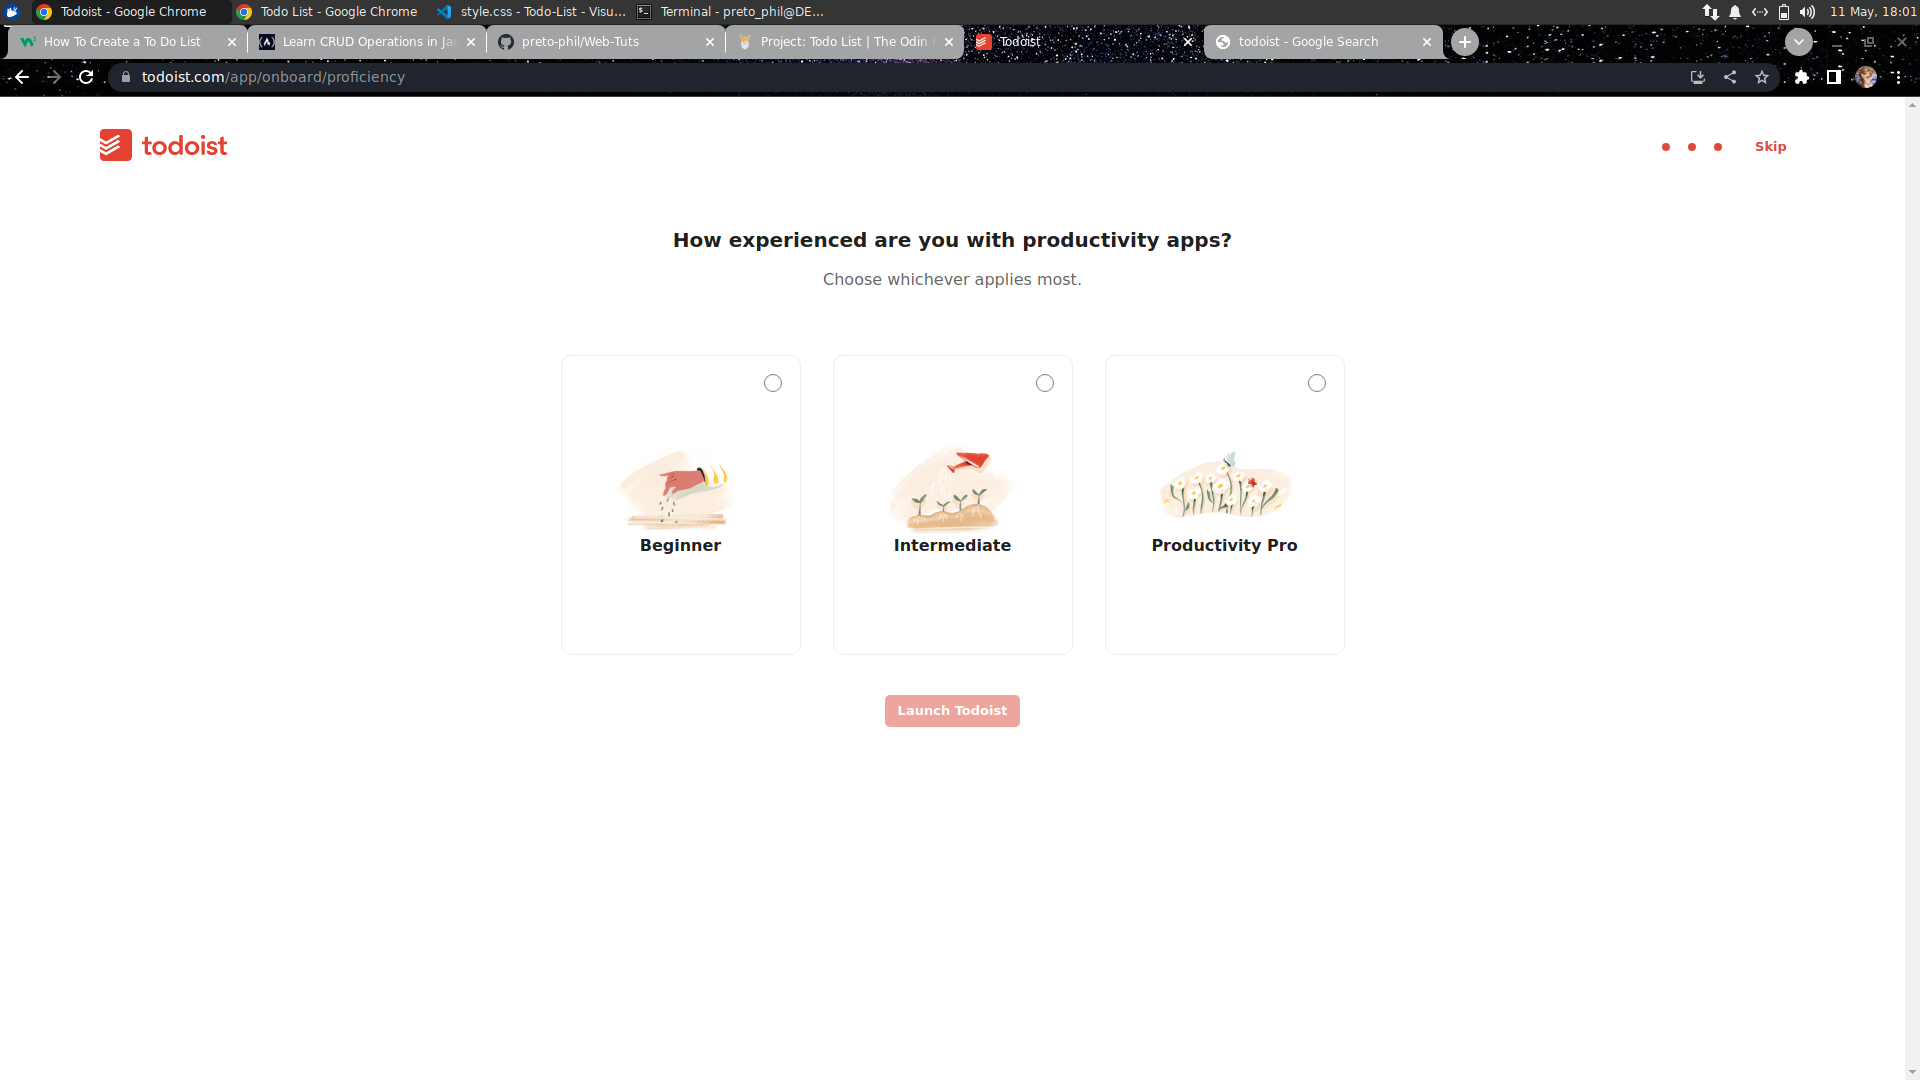 Todoist - Google Chrome
Todo List - Google Chrome
style.css - Todo-List - Visu...
Terminal - preto_phil@DE...
11 May, 18:01
How To Create a To Do List
Learn CRUD Operations in Jav
preto-phil/Web-Tuts
Project: Todo List | The Odin
Todoist
todoist - Google Search
todoist.com/app/onboard/proficiency
todoist
Skip
How experienced are you with productivity apps?
Choose whichever applies most.
Beginner
Intermediate
Productivity Pro
Launch Todoist